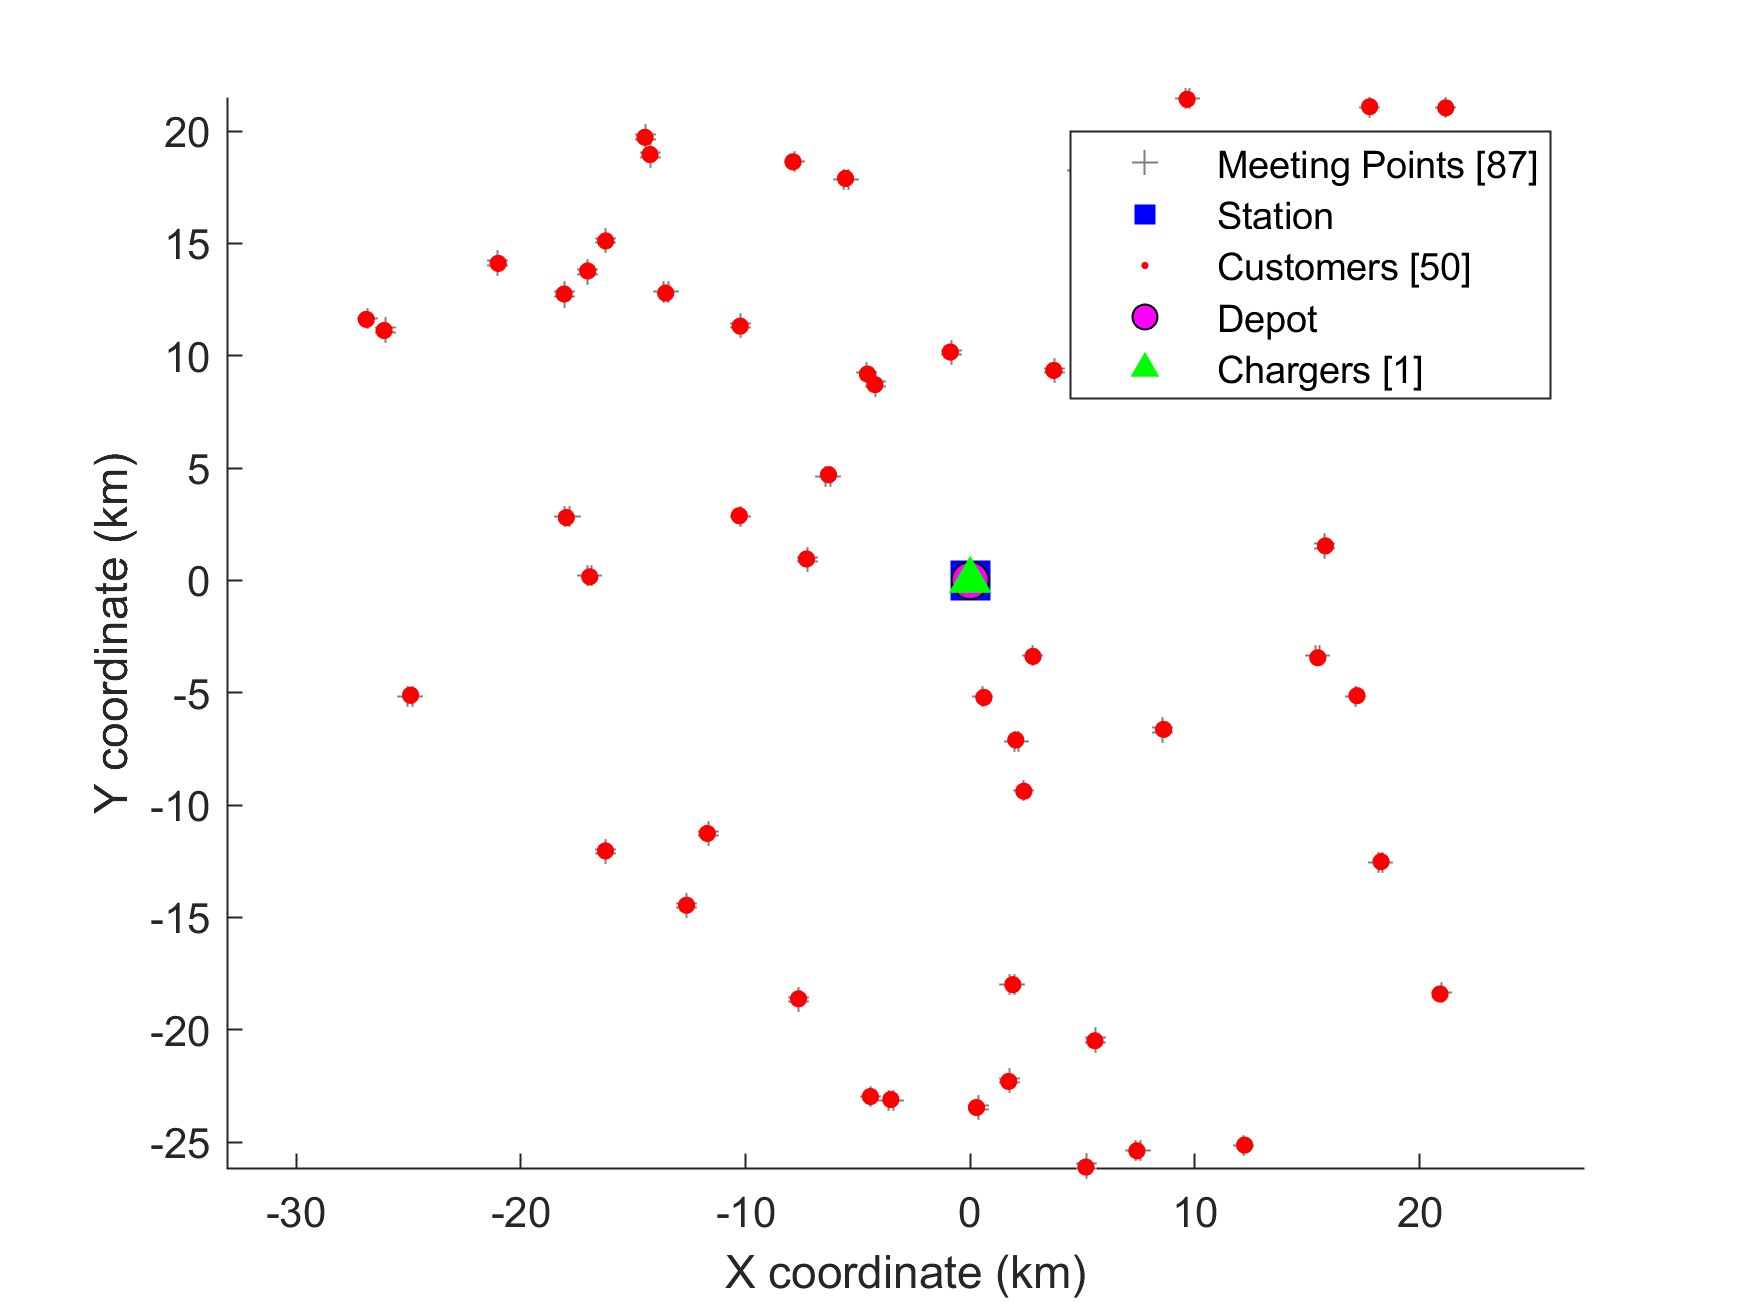 20
15
10
5
0
-5
-10
-15
-20
-25
Y coordinate (km)
Meeting Points [87]
Station
Customers [50]
Depot
Chargers [1]
-30 -20 -10 0 10 20
X coordinate (km)